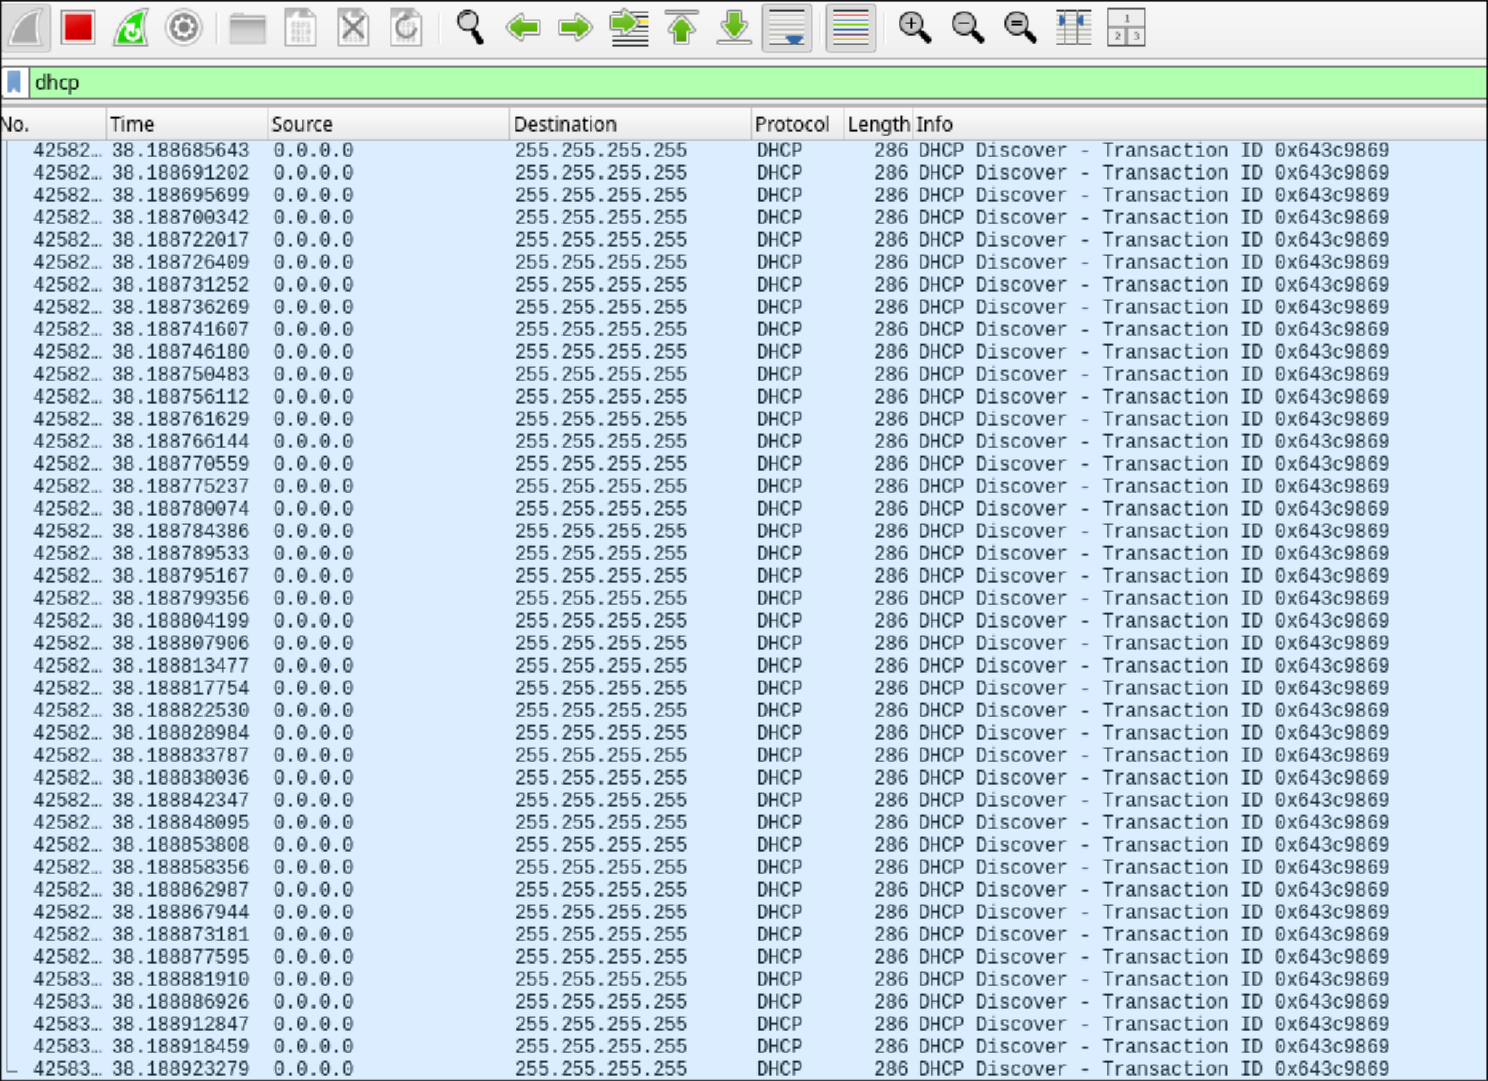 1
2 3
dhcp
No. Time Source Destination Protocol Length Info
42582… 38.188685643 0.0.0.0 255.255.255.255 DHCP 286 DHCP Discover - Transaction ID 0x643c9869
42582… 38.188691202 0.0.0.0 255.255.255.255 DHCP 286 DHCP Discover - Transaction ID 0x643c9869
42582… 38.188695699 0.0.0.0 255.255.255.255 DHCP 286 DHCP Discover - Transaction ID 0x643c9869
42582… 38.188700342 0.0.0.0 255.255.255.255 DHCP 286 DHCP Discover - Transaction ID 0x643c9869
42582… 38.188722017 0.0.0.0 255.255.255.255 DHCP 286 DHCP Discover - Transaction ID 0x643c9869
42582… 38.188726409 0.0.0.0 255.255.255.255 DHCP 286 DHCP Discover - Transaction ID 0x643c9869
42582… 38.188731252 0.0.0.0 255.255.255.255 DHCP 286 DHCP Discover - Transaction ID 0x643c9869
42582… 38.188736269 0.0.0.0 255.255.255.255 DHCP 286 DHCP Discover - Transaction ID 0x643c9869
42582… 38.188741607 0.0.0.0 255.255.255.255 DHCP 286 DHCP Discover - Transaction ID 0x643c9869
42582… 38.188746180 0.0.0.0 255.255.255.255 DHCP 286 DHCP Discover - Transaction ID 0x643c9869
42582… 38.188750483 0.0.0.0 255.255.255.255 DHCP 286 DHCP Discover - Transaction ID 0x643c9869
42582… 38.188756112 0.0.0.0 255.255.255.255 DHCP 286 DHCP Discover - Transaction ID 0x643c9869
42582… 38.188761629 0.0.0.0 255.255.255.255 DHCP 286 DHCP Discover - Transaction ID 0x643c9869
42582… 38.188766144 0.0.0.0 255.255.255.255 DHCP 286 DHCP Discover - Transaction ID 0x643c9869
42582… 38.188770559 0.0.0.0 255.255.255.255 DHCP 286 DHCP Discover - Transaction ID 0x643c9869
42582… 38.188775237 0.0.0.0 255.255.255.255 DHCP 286 DHCP Discover - Transaction ID 0x643c9869
42582… 38.188780074 0.0.0.0 255.255.255.255 DHCP 286 DHCP Discover - Transaction ID 0x643c9869
42582… 38.188784386 0.0.0.0 255.255.255.255 DHCP 286 DHCP Discover - Transaction ID 0x643c9869
42582… 38.188789533 0.0.0.0 255.255.255.255 DHCP 286 DHCP Discover - Transaction ID 0x643c9869
42582… 38.188795167 0.0.0.0 255.255.255.255 DHCP 286 DHCP Discover - Transaction ID 0x643c9869
42582… 38.188799356 0.0.0.0 255.255.255.255 DHCP 286 DHCP Discover - Transaction ID 0x643c9869
42582… 38.188804199 0.0.0.0 255.255.255.255 DHCP 286 DHCP Discover - Transaction ID 0x643c9869
42582… 38.188807906 0.0.0.0 255.255.255.255 DHCP 286 DHCP Discover - Transaction ID 0x643c9869
42582… 38.188813477 0.0.0.0 255.255.255.255 DHCP 286 DHCP Discover - Transaction ID 0x643c9869
42582… 38.188817754 0.0.0.0 255.255.255.255 DHCP 286 DHCP Discover - Transaction ID 0x643c9869
42582… 38.188822530 0.0.0.0 255.255.255.255 DHCP 286 DHCP Discover - Transaction ID 0x643c9869
42582… 38.188828984 0.0.0.0 255.255.255.255 DHCP 286 DHCP Discover - Transaction ID 0x643c9869
42582… 38.188833787 0.0.0.0 255.255.255.255 DHCP 286 DHCP Discover - Transaction ID 0x643c9869
42582… 38.188838036 0.0.0.0 255.255.255.255 DHCP 286 DHCP Discover - Transaction ID 0x643c9869
42582… 38.188842347 0.0.0.0 255.255.255.255 DHCP 286 DHCP Discover - Transaction ID 0x643c9869
42582… 38.188848095 0.0.0.0 255.255.255.255 DHCP 286 DHCP Discover - Transaction ID 0x643c9869
42582… 38.188853808 0.0.0.0 255.255.255.255 DHCP 286 DHCP Discover - Transaction ID 0x643c9869
42582… 38.188858356 0.0.0.0 255.255.255.255 DHCP 286 DHCP Discover - Transaction ID 0x643c9869
42582… 38.188862987 0.0.0.0 255.255.255.255 DHCP 286 DHCP Discover - Transaction ID 0x643c9869
42582… 38.188867944 0.0.0.0 255.255.255.255 DHCP 286 DHCP Discover - Transaction ID 0x643c9869
42582… 38.188873181 0.0.0.0 255.255.255.255 DHCP 286 DHCP Discover - Transaction ID 0x643c9869
42582… 38.188877595 0.0.0.0 255.255.255.255 DHCP 286 DHCP Discover - Transaction ID 0x643c9869
42583… 38.188881910 0.0.0.0 255.255.255.255 DHCP 286 DHCP Discover - Transaction ID 0x643c9869
42583… 38.188886926 0.0.0.0 255.255.255.255 DHCP 286 DHCP Discover - Transaction ID 0x643c9869
42583… 38.188912847 0.0.0.0 255.255.255.255 DHCP 286 DHCP Discover - Transaction ID 0x643c9869
42583… 38.188918459 0.0.0.0 255.255.255.255 DHCP 286 DHCP Discover - Transaction ID 0x643c9869
42583… 38.188923279 0.0.0.0 255.255.255.255 DHCP 286 DHCP Discover - Transaction ID 0x643c9869